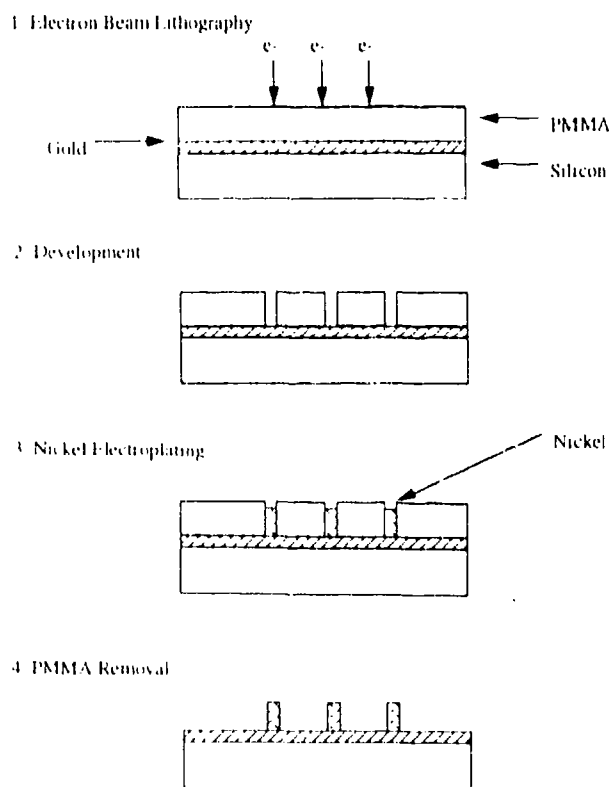 1 Electron Beam Lithography
e- e- e-
PMMA
Gold
Silicon
2 Development
3 Nickel Electroplating
Nickel
4 PMMA Removal